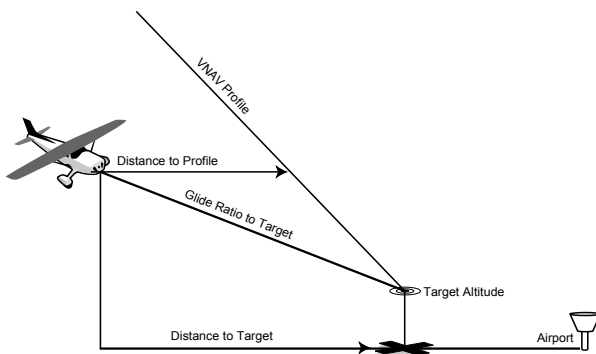 VNAV Profile
Distance to Profile
Glide Ratio to Target
Target Altitude
Distance to Target
Airport